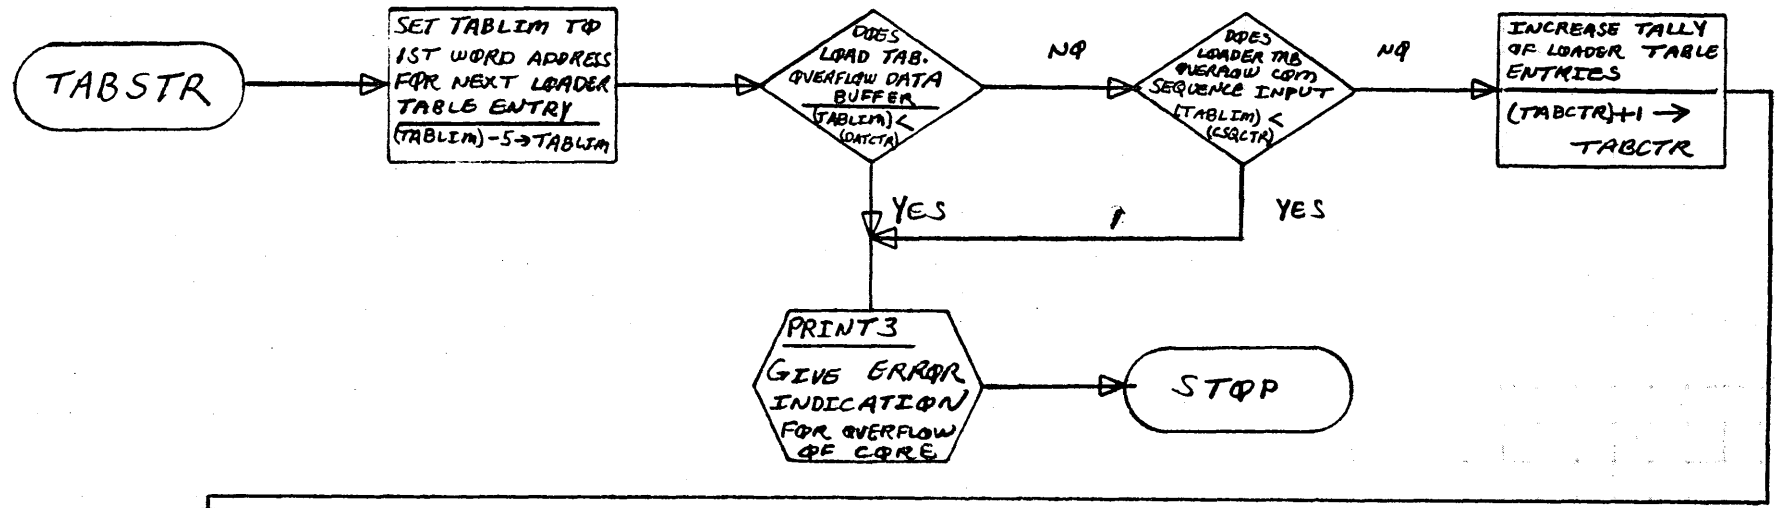 TABSTR
SET TABLIM TO
1ST WORD ADDRESS
FOR NEXT LOADER
TABLE ENTRY
(TABLIM)-5→TABLIM
DOES
LOAD TAB.
OVERFLOW DATA
BUFFER
(TABLIM) <
(DATCTR)
NO
YES
DOES
LOADER TAB
OVERFLOW COM
SEQUENCE INPUT
(TABLIM) <
(CSQCTR)
NO
YES
INCREASE TALLY
OF LOADER TABLE
ENTRIES
(TABCTR)+1 →
TABCTR
PRINT3
GIVE ERROR
INDICATION
FOR OVERFLOW
OF CORE
STOP